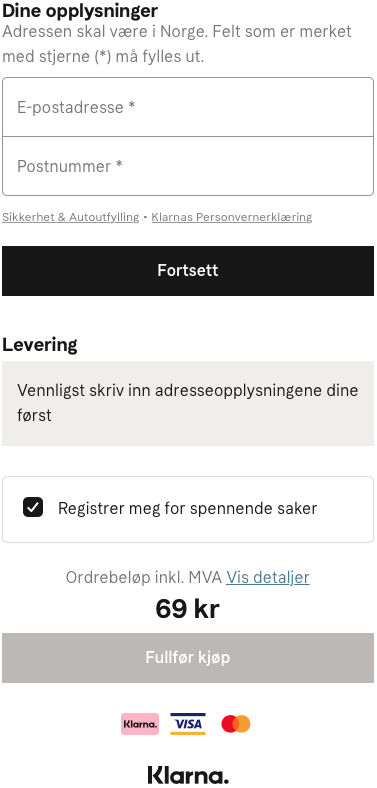 Dine opplysninger
Adressen skal være i Norge. Felt som er merket
med stjerne (*) må fylles ut.
E-postadresse *
Postnummer *
Sikkerhet & Autoutfylling • Klarnas Personvernerklæring
Fortsett
Levering
Vennligst skriv inn adresseopplysningene dine
først
Registrer meg for spennende saker
Ordrebeløp inkl. MVA Vis detaljer
69 kr
Fullfør kjøp
Klarna. VISA
Klarna.